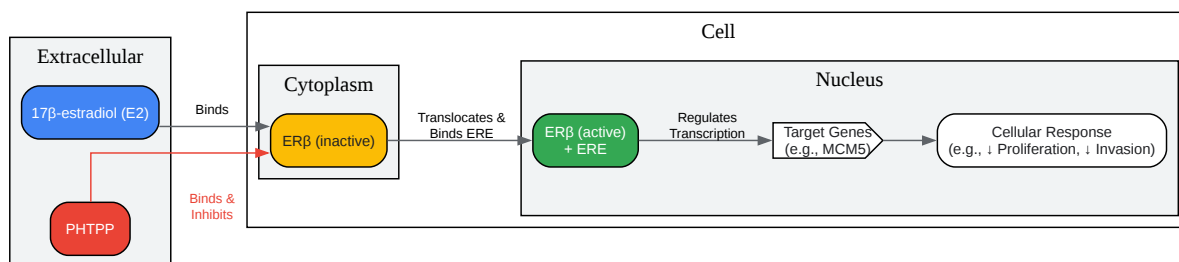 Cell
Extracellular
Cytoplasm
Nucleus
17β-estradiol (E2)
Binds
ERβ (inactive)
Translocates &
Binds ERE
ERβ (active)
+ ERE
Regulates
Transcription
Target Genes
(e.g., MCM5)
Cellular Response
(e.g., ↓ Proliferation, ↓ Invasion)
PHTPP
Binds &
Inhibits